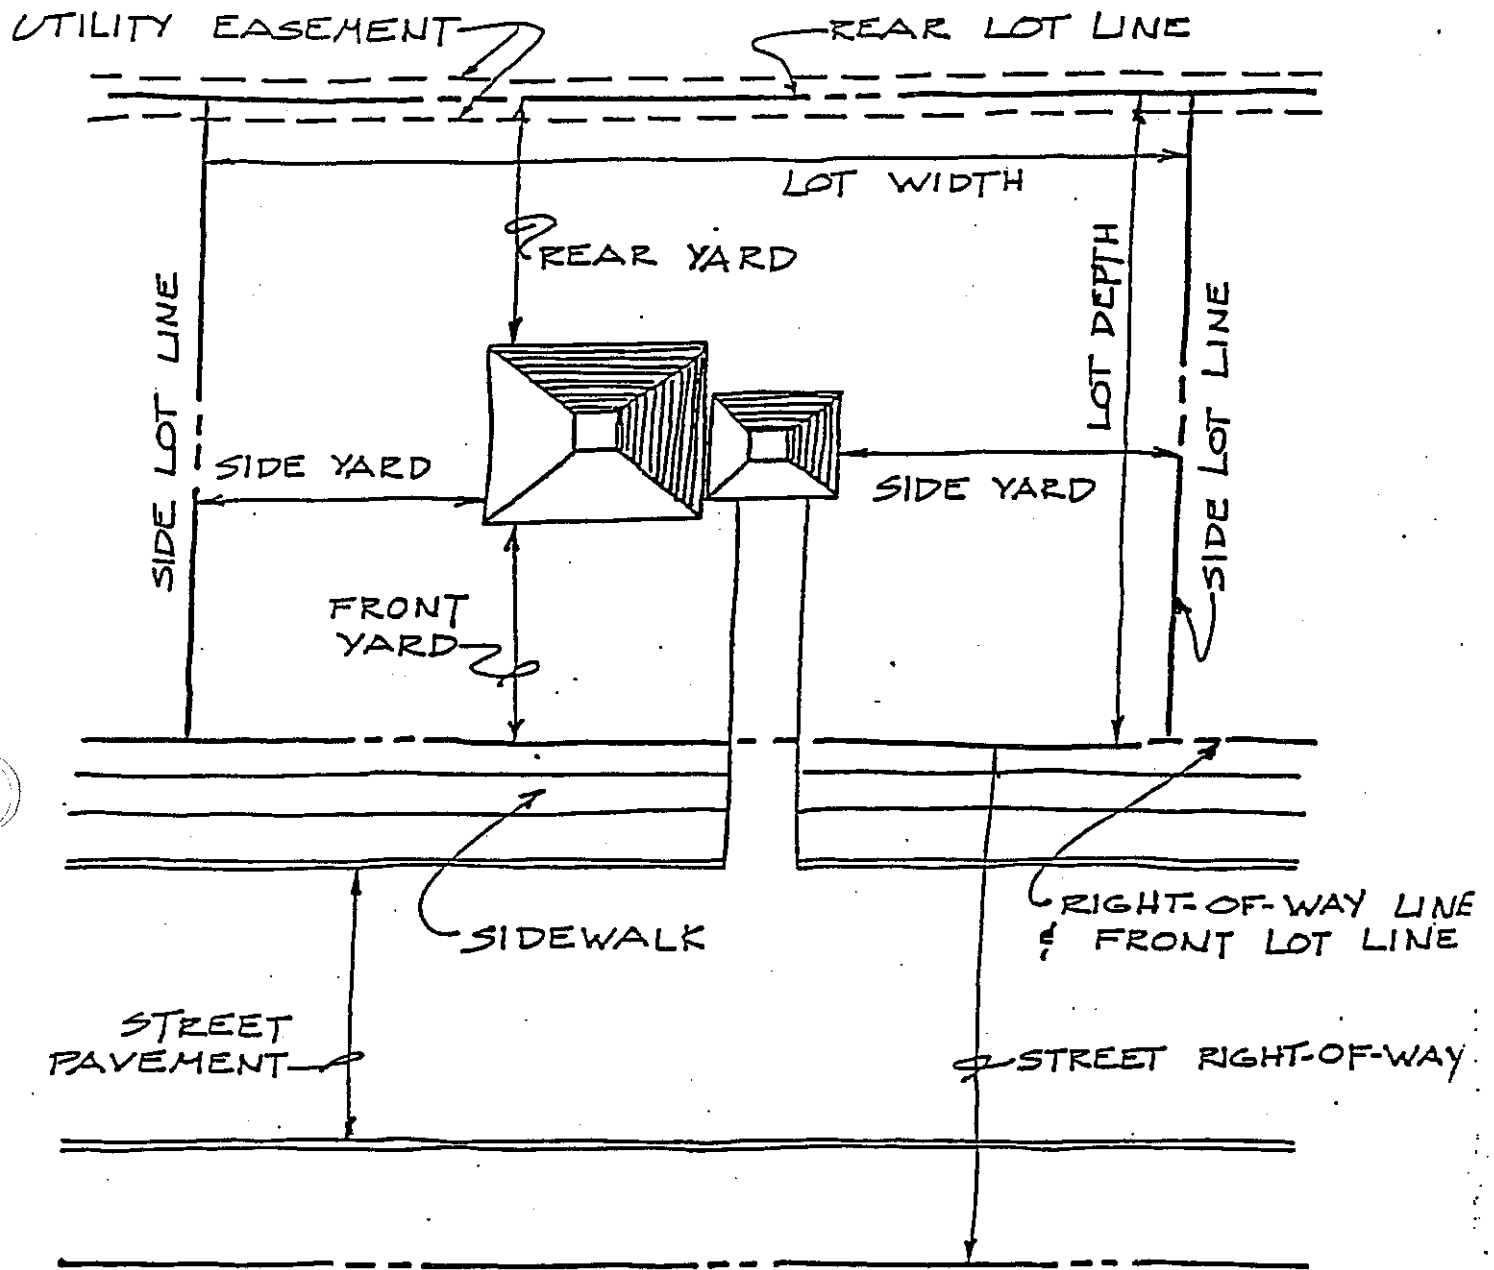 UTILITY EASEMENT
REAR LOT LINE
LOT WIDTH
REAR YARD
LOT DEPTH
SIDE LOT LINE
SIDE LOT LINE
SIDE YARD
SIDE YARD
FRONT
YARD
RIGHT-OF-WAY LINE
& FRONT LOT LINE
SIDEWALK
STREET
PAVEMENT
STREET RIGHT-OF-WAY